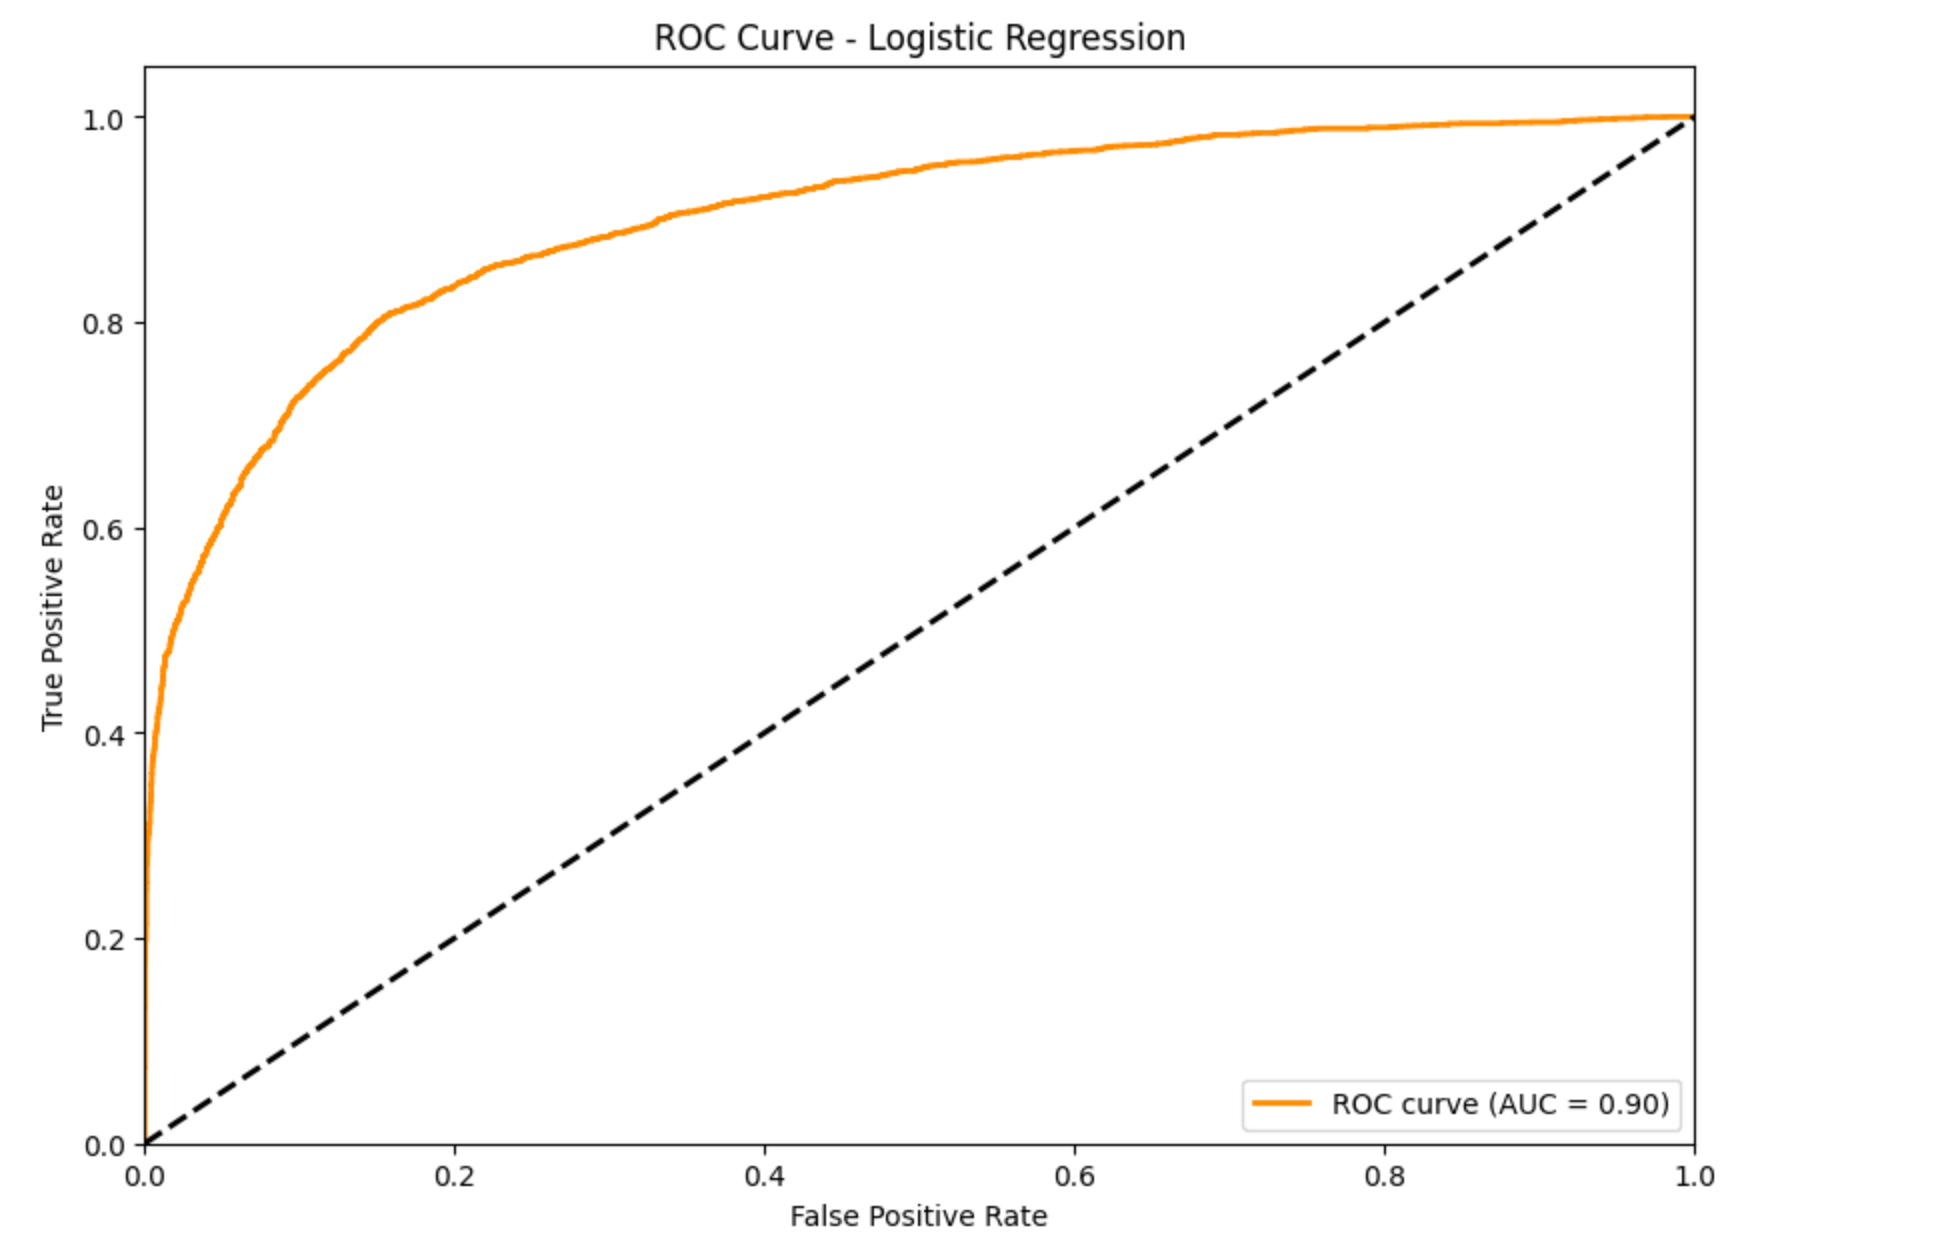 ROC Curve - Logistic Regression
1.0
0.8
0.6
0.4
0.2
0.0
True Positive Rate
ROC curve (AUC = 0.90)
0.0 0.2 0.4 0.6 0.8 1.0
False Positive Rate